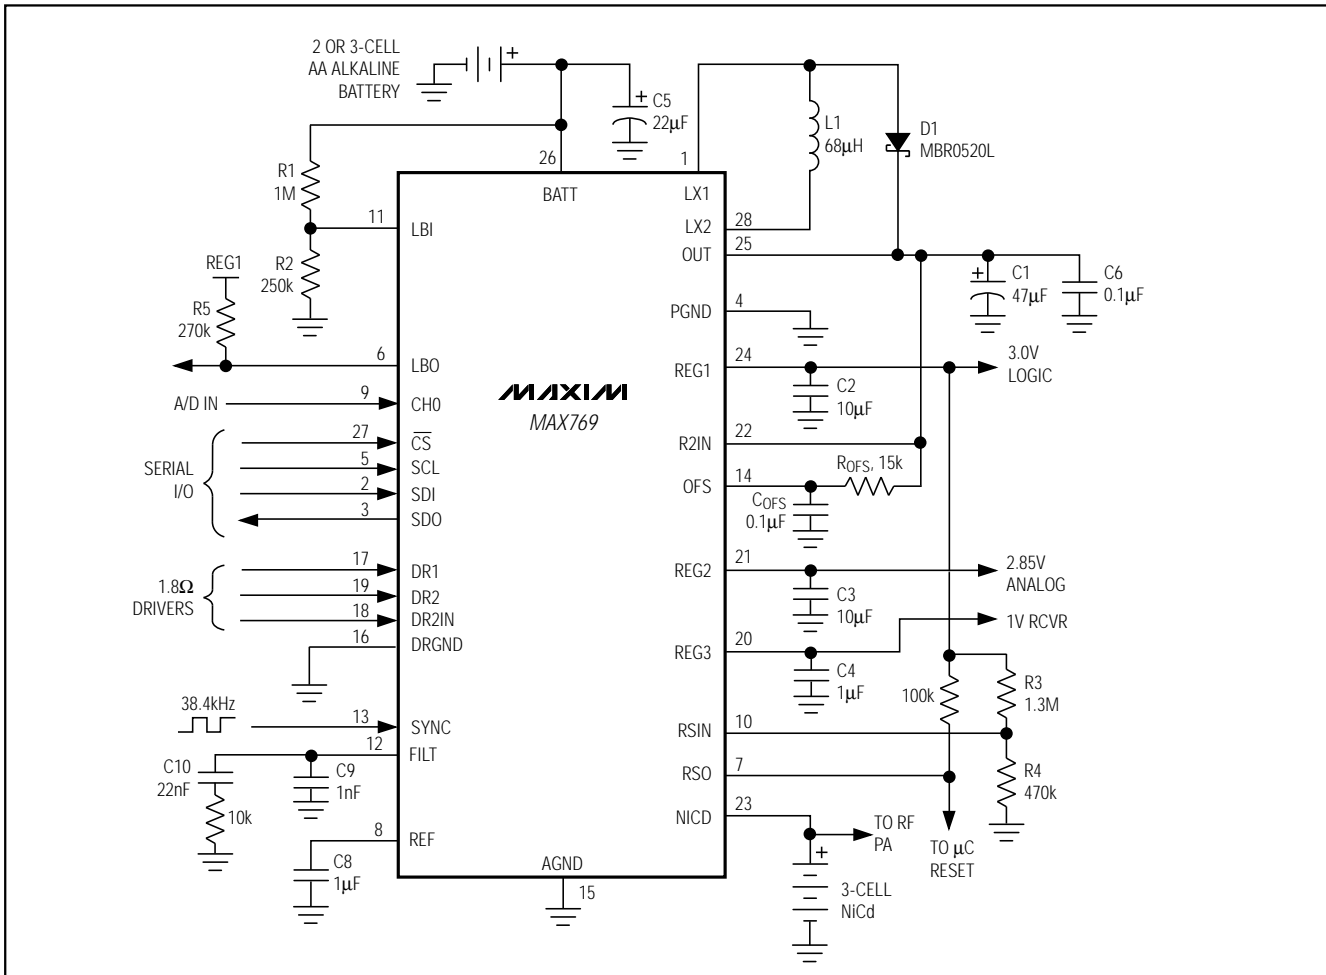 2 OR 3-CELL
AA ALKALINE
BATTERY
+
+
C5
22μF
L1
68μH
D1
MBR0520L
R1
1M
26
1
BATT
LX1
11
LBI
LX2
28
OUT
25
REG1
R2
250k
+
C1
47μF
C6
0.1μF
R5
270k
PGND
4
6
LBO
REG1
24
3.0V
LOGIC
C2
10μF
A/D IN
9
CH0
MAXIM
MAX769
27
CS
R2IN
22
SERIAL
I/O
5
SCL
2
SDI
3
SDO
OFS
14
ROFS, 15k
COFS
0.1μF
1.8Ω
DRIVERS
17
DR1
19
DR2
18
DR2IN
16
DRGND
REG2
21
2.85V
ANALOG
C3
10μF
1V RCVR
REG3
20
C4
1μF
100k
R3
1.3M
38.4kHz
13
SYNC
12
FILT
RSIN
10
C10
22nF
C9
1nF
10k
RSO
7
R4
470k
NICD
23
8
REF
TO RF
PA
TO μC
RESET
C8
1μF
AGND
15
+
3-CELL
NiCd